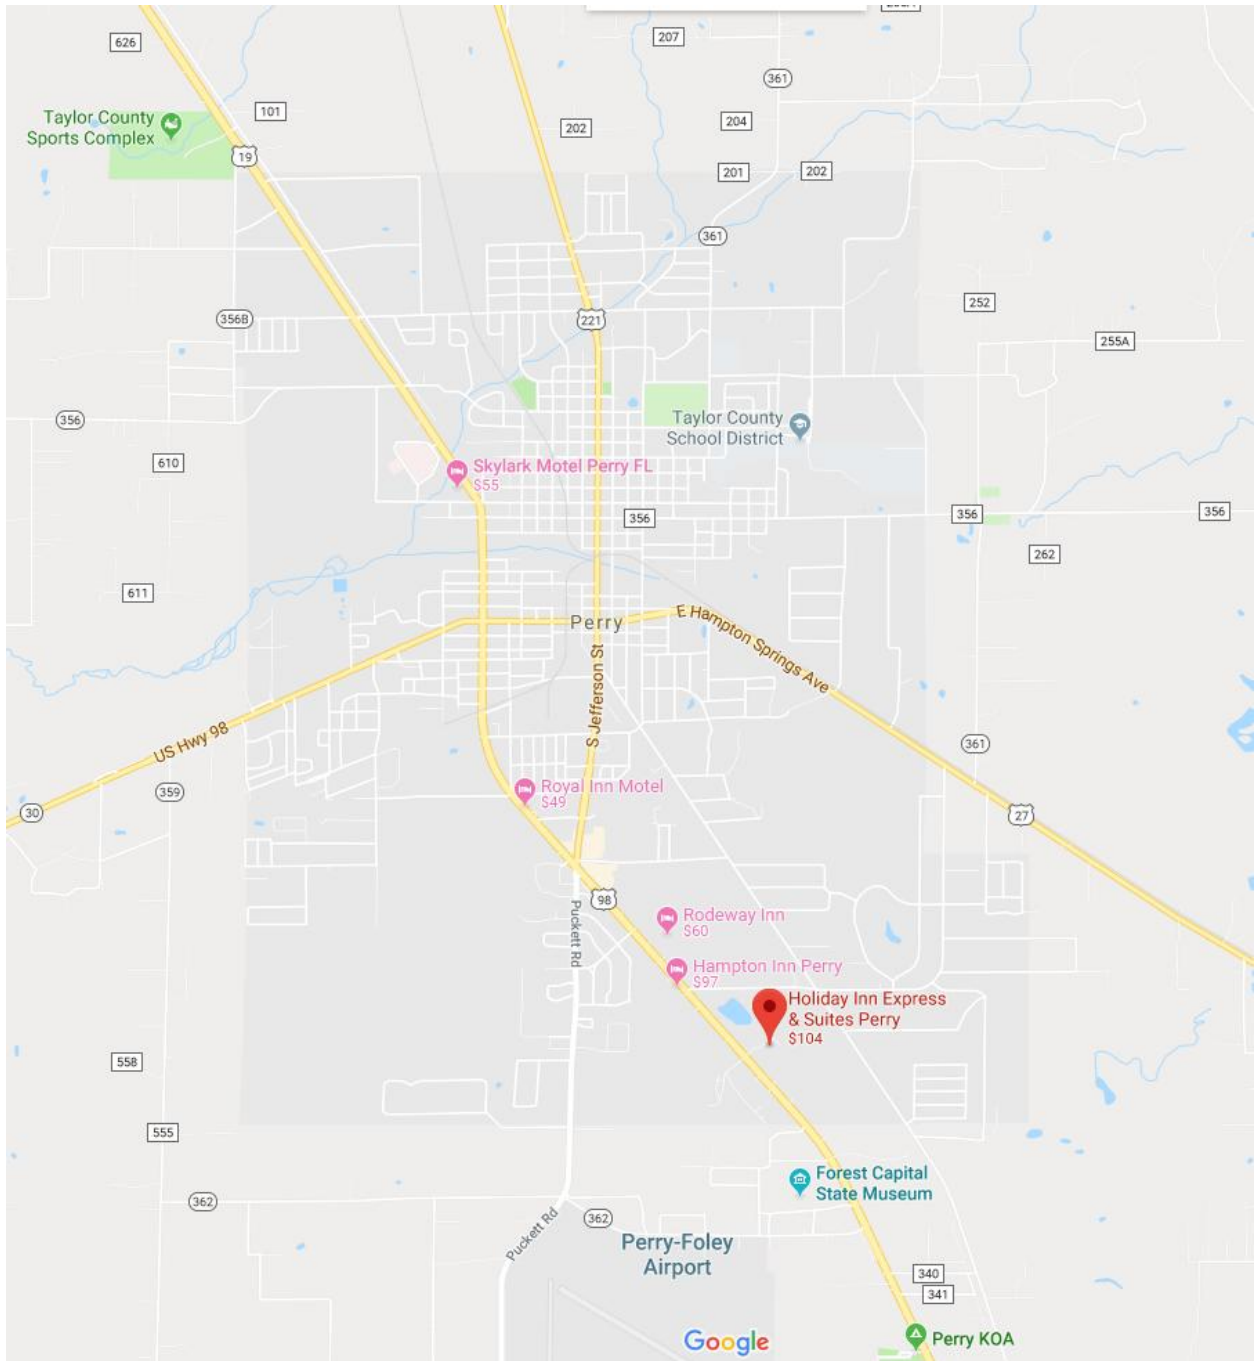 626
207
361
Taylor County
Sports Complex
101
202
204
19
201
202
361
356B
221
252
255A
356
Taylor County
School District
610
Skylark Motel Perry FL
$55
356
356
356
262
611
Perry
E Hampton Springs Ave
S Jefferson St
US Hwy 98
361
359
30
Royal Inn Motel
$49
27
98
Puckett Rd
Rodeway Inn
$60
Hampton Inn Perry
$97
Holiday Inn Express
& Suites Perry
$104
558
555
Forest Capital
State Museum
362
362
Puckett Rd
Perry-Foley
Airport
340
341
Google
Perry KOA